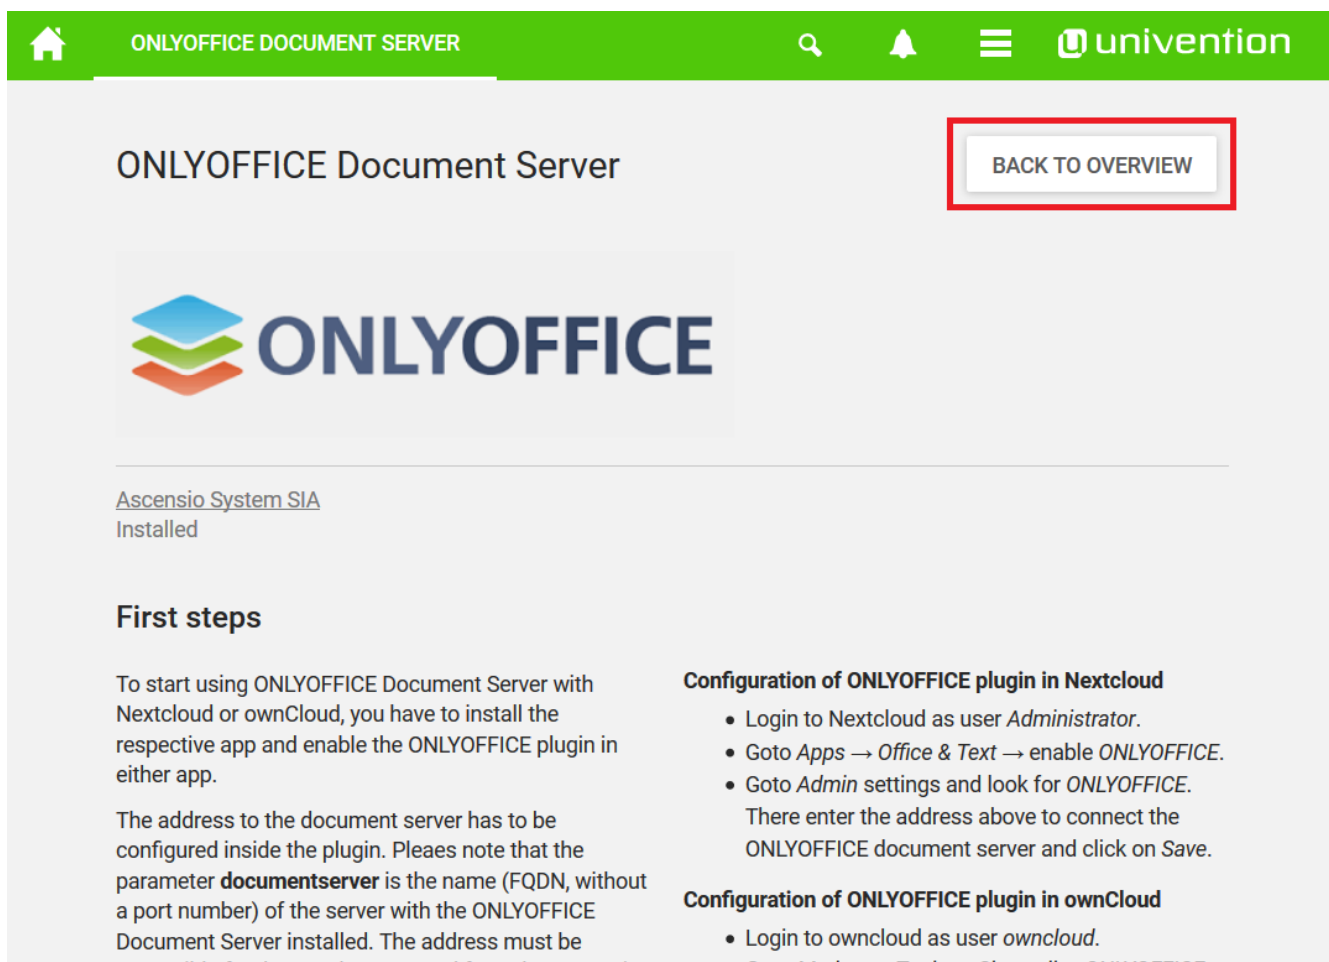 ONLYOFFICE DOCUMENT SERVER
univention
ONLYOFFICE Document Server
BACK TO OVERVIEW
ONLYOFFICE
Ascensio System SIA
Installed
First steps
To start using ONLYOFFICE Document Server with
Nextcloud or ownCloud, you have to install the
respective app and enable the ONLYOFFICE plugin in
either app.
The address to the document server has to be
configured inside the plugin. Pleaes note that the
parameter documentserver is the name (FQDN, without
a port number) of the server with the ONLYOFFICE
Document Server installed. The address must be
Configuration of ONLYOFFICE plugin in Nextcloud
• Login to Nextcloud as user Administrator.
• Goto Apps → Office & Text → enable ONLYOFFICE.
• Goto Admin settings and look for ONLYOFFICE.
There enter the address above to connect the
ONLYOFFICE document server and click on Save.
Configuration of ONLYOFFICE plugin in ownCloud
• Login to owncloud as user owncloud.